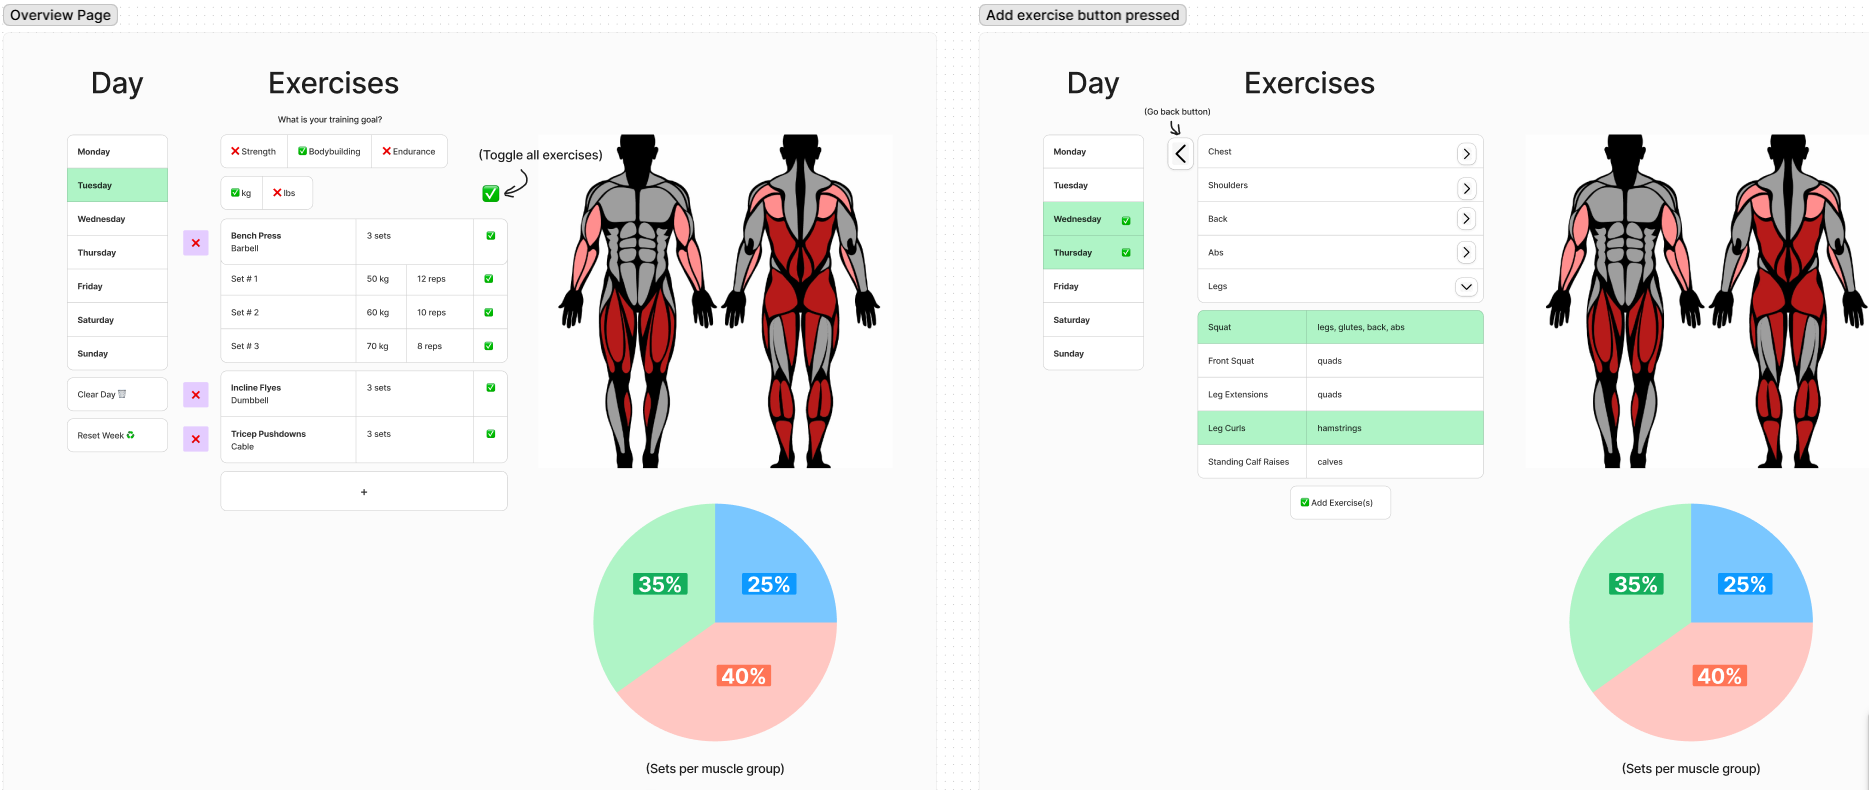 Overview Page
Day
Exercises
What is your training goal?
Monday
Tuesday
Wednesday
Thursday
Friday
Saturday
Sunday
Clear Day
Reset Week
Strength
Bodybuilding
Endurance
(Toggle all exercises)
kg
lbs
Bench Press
Barbell
3 sets
Set # 1
50 kg
12 reps
Set # 2
60 kg
10 reps
Set # 3
70 kg
8 reps
Incline Flyes
Dumbbell
3 sets
Tricep Pushdowns
Cable
3 sets
+
35%
25%
40%
(Sets per muscle group)
Add exercise button pressed
Day
Exercises
(Go back button)
Monday
Tuesday
Wednesday
Thursday
Friday
Saturday
Sunday
Chest
Shoulders
Back
Abs
Legs
Squat
legs, glutes, back, abs
Front Squat
quads
Leg Extensions
quads
Leg Curls
hamstrings
Standing Calf Raises
calves
Add Exercise(s)
35%
25%
40%
(Sets per muscle group)